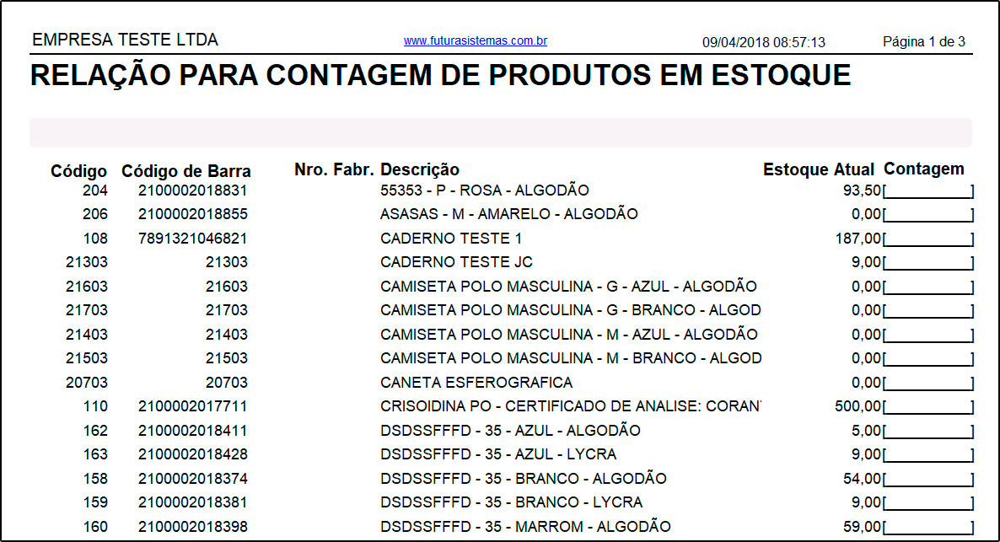 EMPRESA TESTE LTDA www.futurasistemas.com.br 09/04/2018 08:57:13 Página 1 de 3
RELAÇÃO PARA CONTAGEM DE PRODUTOS EM ESTOQUE
Código Código de Barra Nro. Fabr. Descrição Estoque Atual Contagem
204 2100002018831 55353 - P - ROSA - ALGODÃO 93,50[__________]
206 2100002018855 ASASAS - M - AMARELO - ALGODÃO 0,00[__________]
108 7891321046821 CADERNO TESTE 1 187,00[__________]
21303 21303 CADERNO TESTE JC 9,00[__________]
21603 21603 CAMISETA POLO MASCULINA - G - AZUL - ALGODÃO 0,00[__________]
21703 21703 CAMISETA POLO MASCULINA - G - BRANCO - ALGOD 0,00[__________]
21403 21403 CAMISETA POLO MASCULINA - M - AZUL - ALGODÃO 0,00[__________]
21503 21503 CAMISETA POLO MASCULINA - M - BRANCO - ALGOD 0,00[__________]
20703 20703 CANETA ESFEROGRAFICA 0,00[__________]
110 2100002017711 CRISOIDINA PO - CERTIFICADO DE ANALISE: CORAN 500,00[__________]
162 2100002018411 DSDSSFFFD - 35 - AZUL - ALGODÃO 5,00[__________]
163 2100002018428 DSDSSFFFD - 35 - AZUL - LYCRA 9,00[__________]
158 2100002018374 DSDSSFFFD - 35 - BRANCO - ALGODÃO 54,00[__________]
159 2100002018381 DSDSSFFFD - 35 - BRANCO - LYCRA 9,00[__________]
160 2100002018398 DSDSSFFFD - 35 - MARROM - ALGODÃO 59,00[__________]